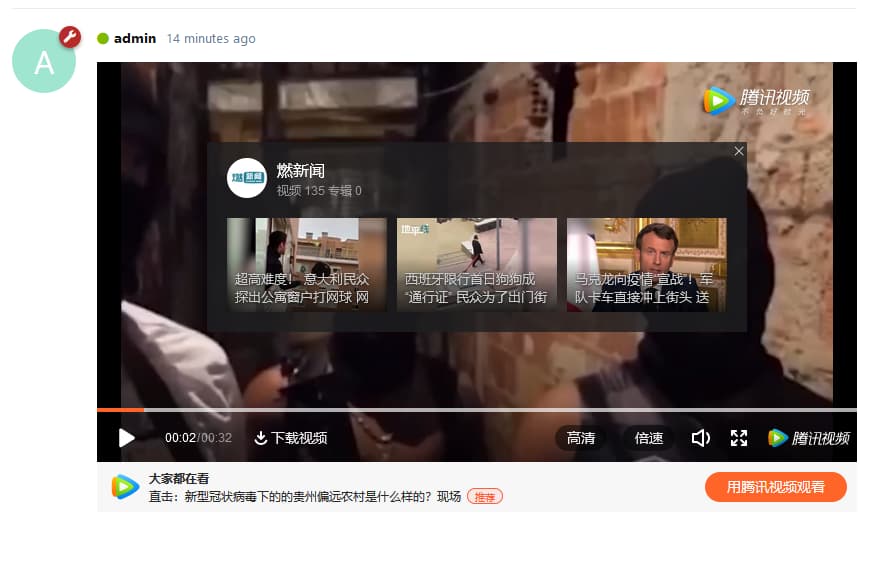 A
admin 14 minutes ago
腾讯视频
不负好时光
燃新闻
燃新闻
视频 135 专辑 0
超高难度! 意大利民众
探出公寓窗户打网球 网
地平线
西班牙限行首日狗狗成
“通行证” 民众为了出门街
马克龙向疫情“宣战”! 军
队卡车直接冲上街头 送
00:02/00:32
下载视频
高清
倍速
腾讯视频
大家都在看
直击：新型冠状病毒下的的贵州偏远农村是什么样的？现场 推荐
用腾讯视频观看